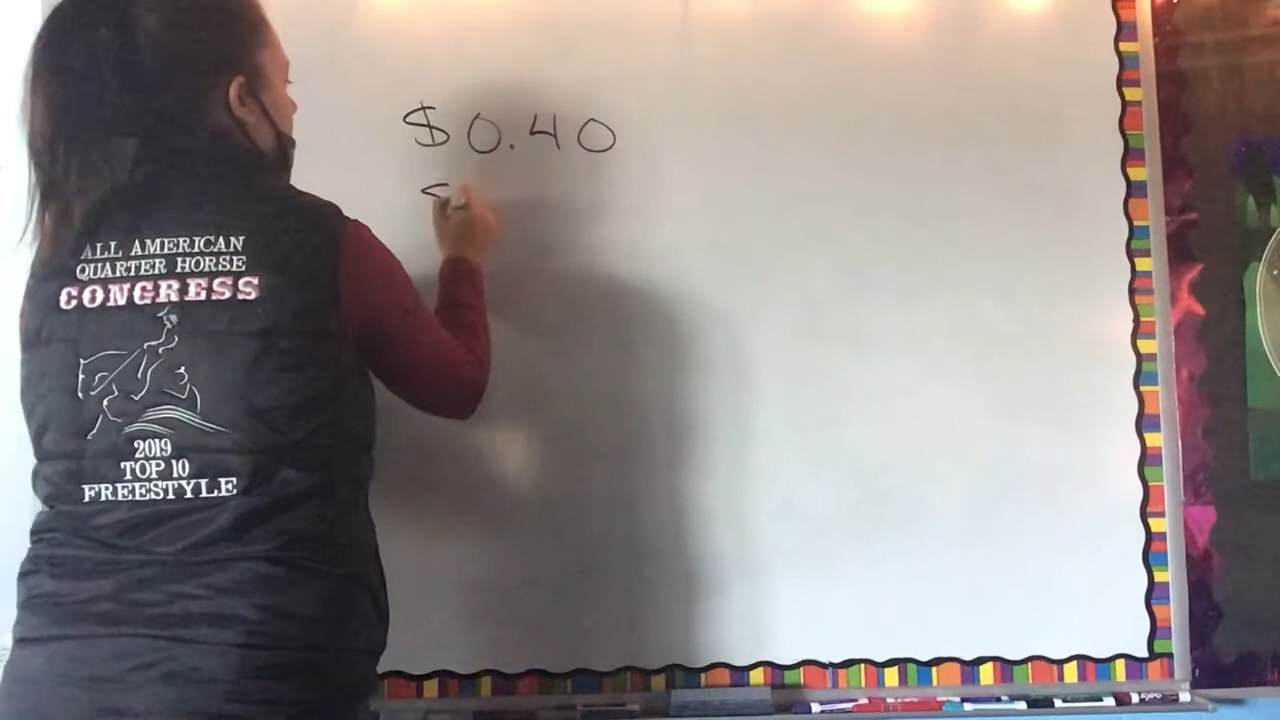 $0.40
ALL AMERICAN
QUARTER HORSE
CONGRESS
2019
TOP 10
FREESTYLE